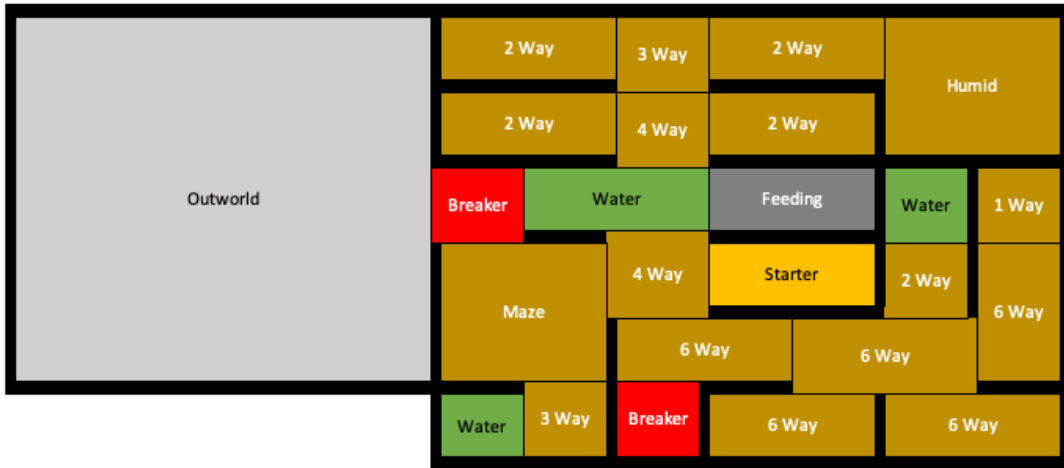 2 Way
3 Way
2 Way
Humid
2 Way
4 Way
2 Way
Outworld
Breaker
Water
Feeding
Water
1 Way
Maze
4 Way
Starter
2 Way
6 Way
6 Way
6 Way
Water
3 Way
Breaker
6 Way
6 Way